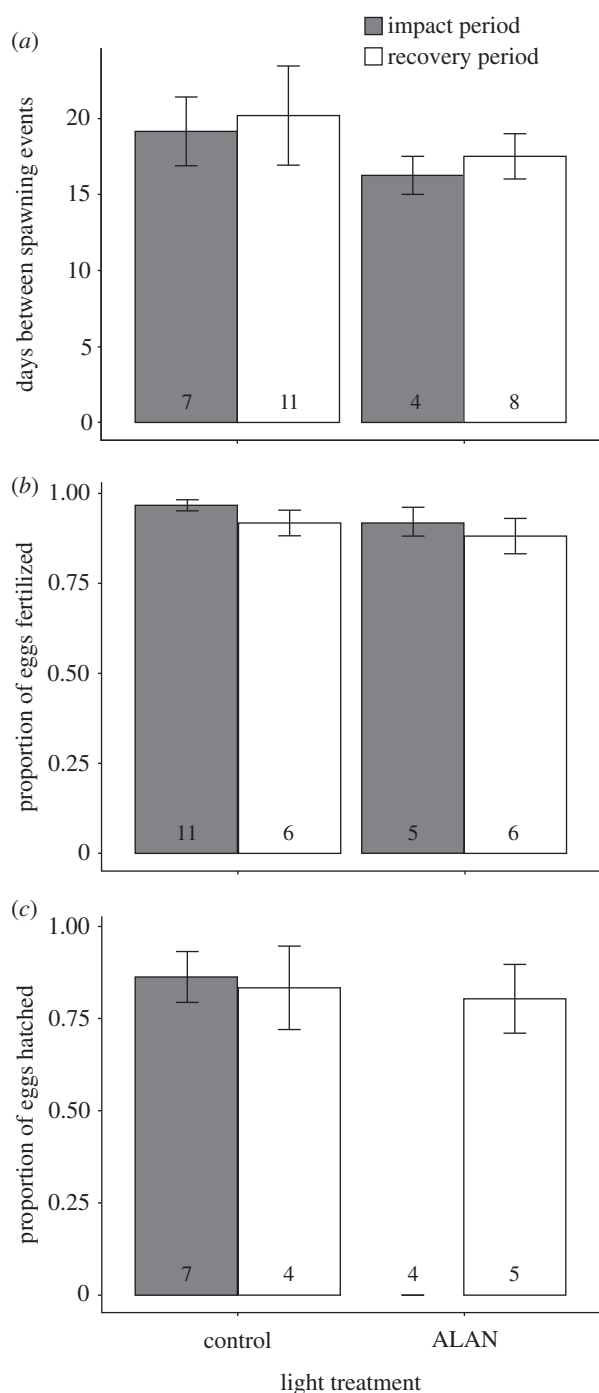 impact period
recovery period
(a)
days between spawning events
20
15
10
5
0
7
11
4
8
(b)
proportion of eggs fertilized
1.00
0.75
0.50
0.25
0
11
6
5
6
(c)
proportion of eggs hatched
1.00
0.75
0.50
0.25
0
7
4
4
5
control
ALAN
light treatment